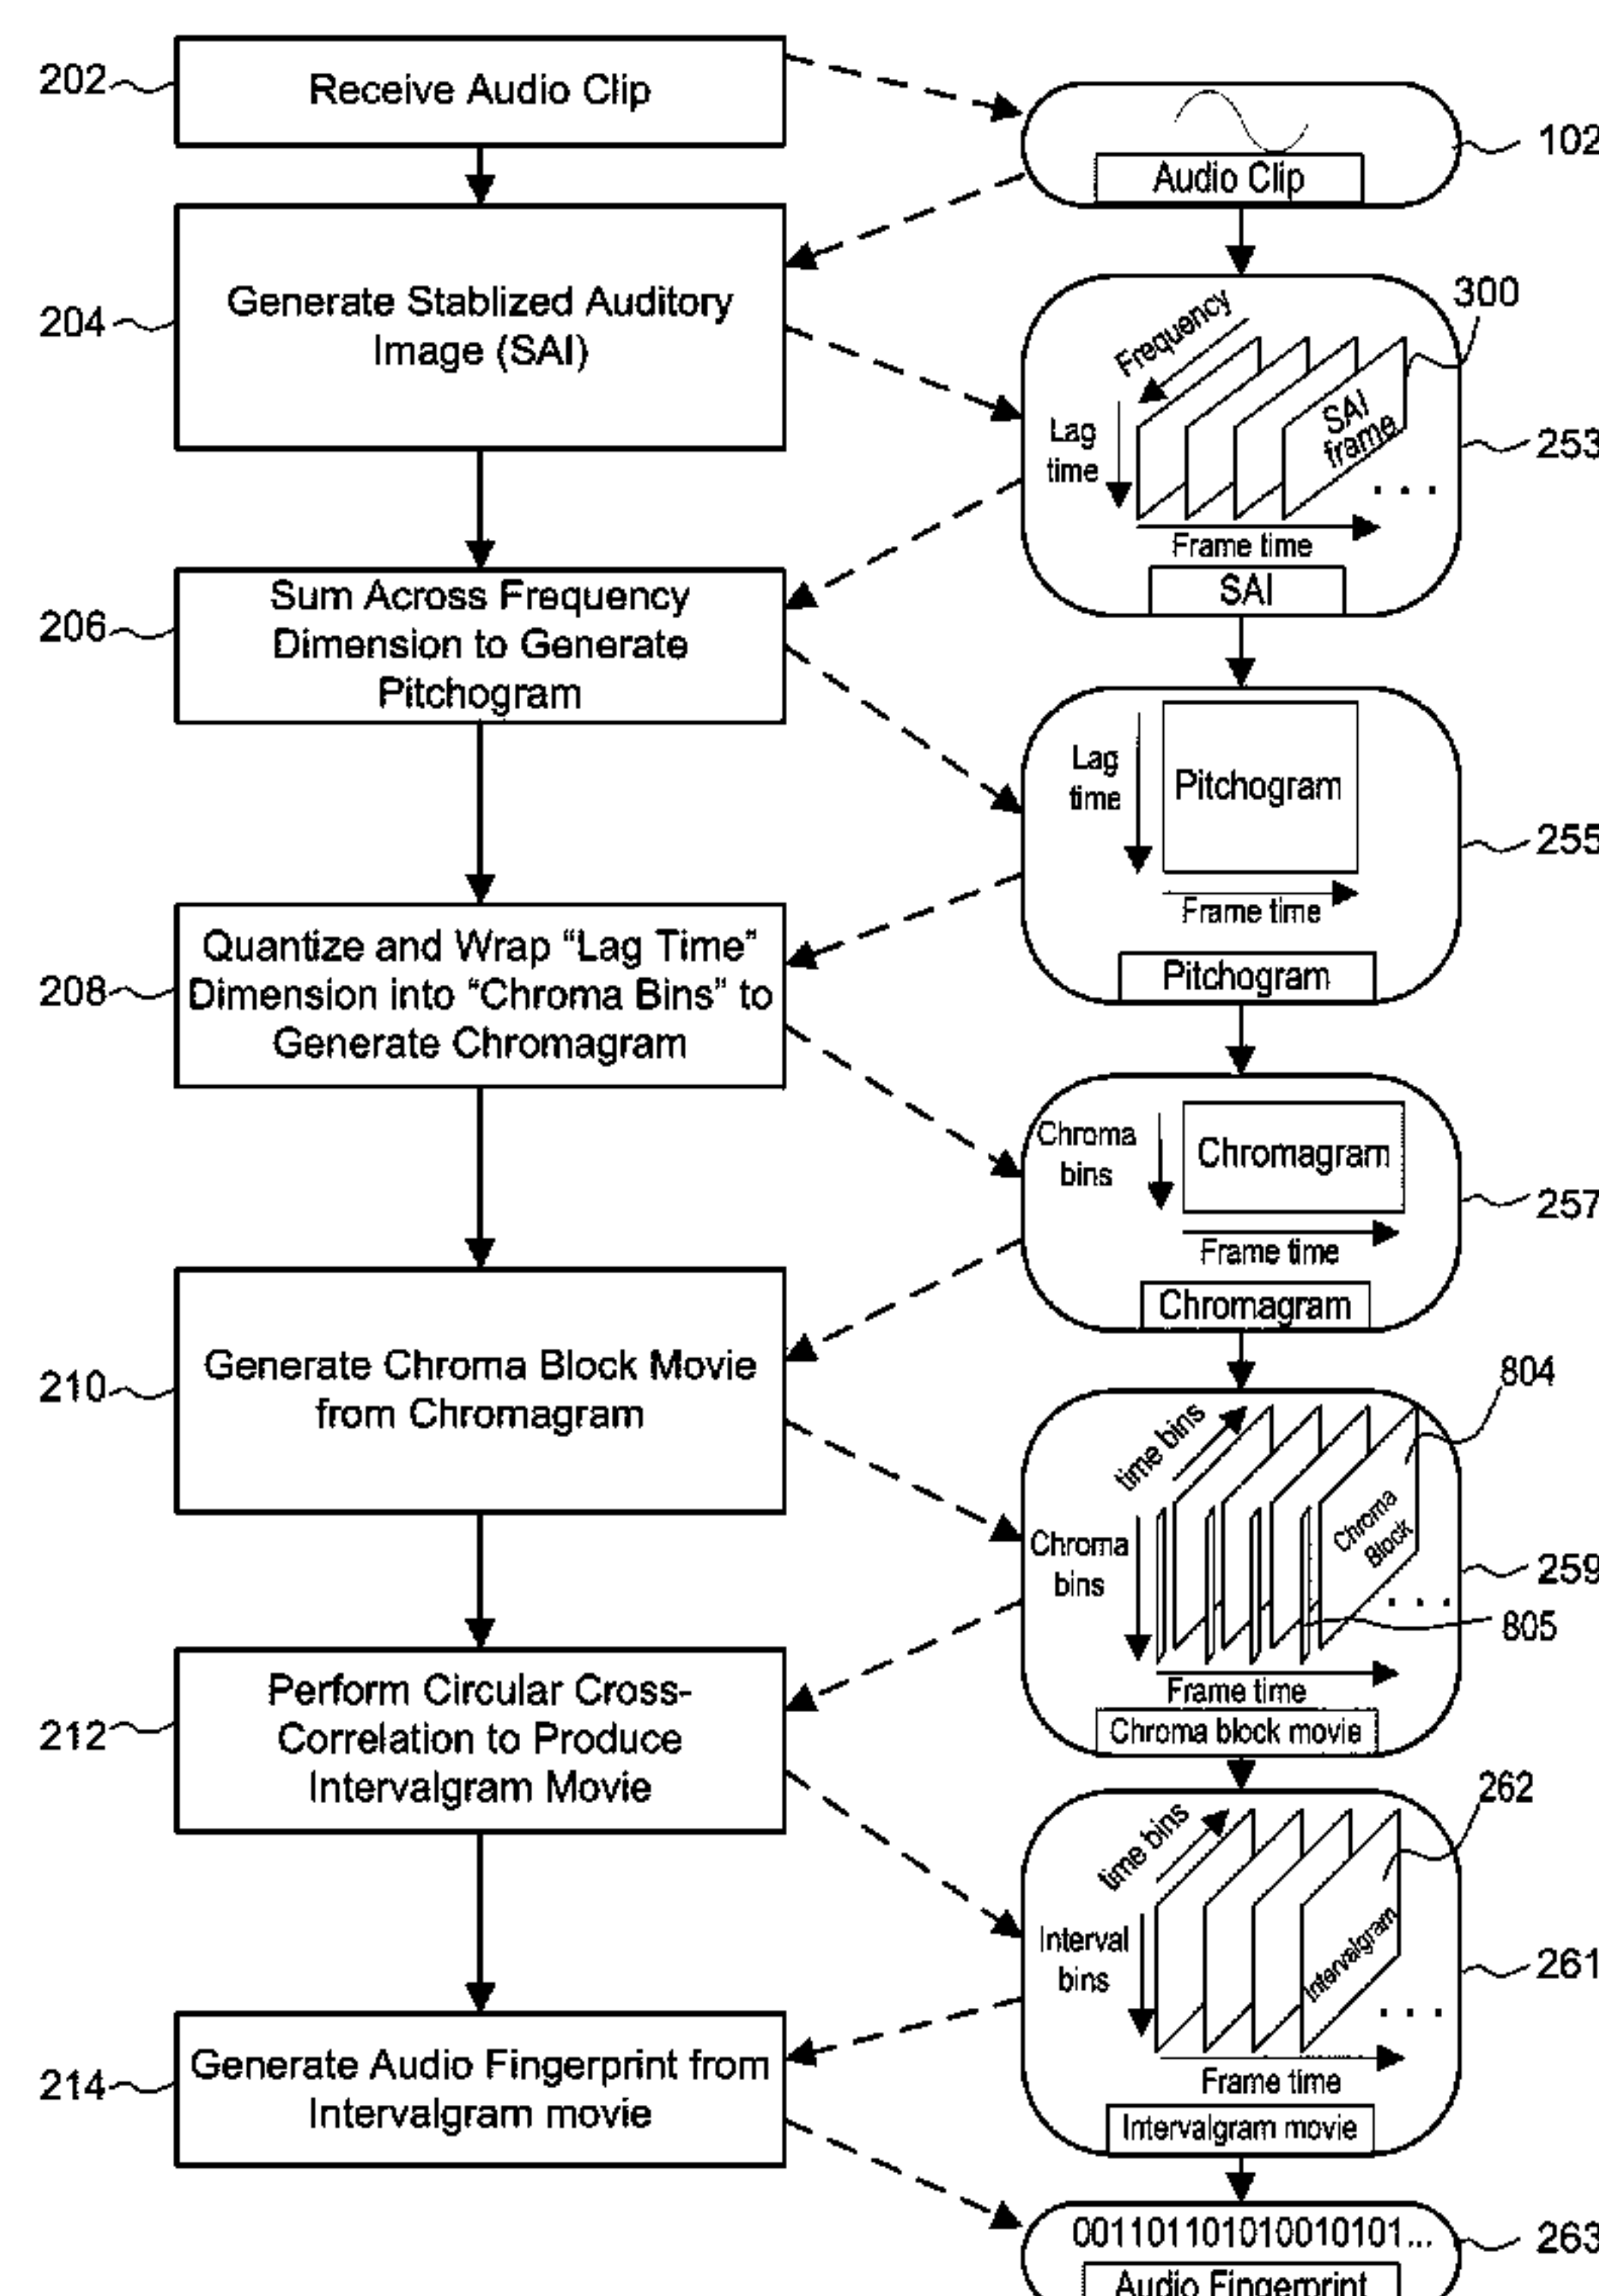 202
Receive Audio Clip
102
Audio Clip
204
Generate Stablized Auditory
Image (SAI)
300
Frequency
Lag
time
SAI
frame
. . .
253
Frame time
SAI
206
Sum Across Frequency
Dimension to Generate
Pitchogram
Lag
time
Pitchogram
255
Frame time
Pitchogram
208
Quantize and Wrap “Lag Time”
Dimension into “Chroma Bins” to
Generate Chromagram
Chroma
bins
Chromagram
257
Frame time
Chromagram
210
Generate Chroma Block Movie
from Chromagram
804
time bins
Chroma
bins
Chroma
Block
. . .
259
805
Frame time
Chroma block movie
212
Perform Circular Cross-
Correlation to Produce
Intervalgram Movie
262
time bins
Interval
bins
Intervalgram
. . .
261
Frame time
Intervalgram movie
214
Generate Audio Fingerprint from
Intervalgram movie
001101101010010101...
263
Audio Fingerprint